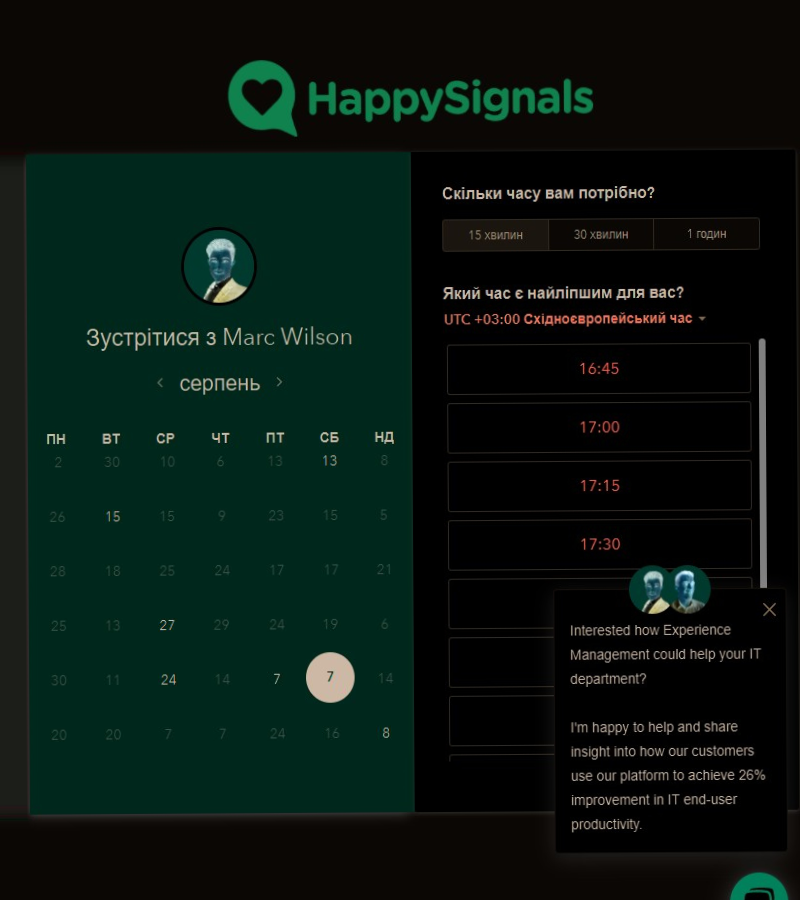 HappySignals
Зустрітися з Marc Wilson
серпень
ПН ВТ СР ЧТ ПТ СБ НД
2 30 10 6 13 13 8
26 15 15 9 23 15 5
28 18 25 24 17 17 21
25 13 27 29 24 19 6
30 11 24 14 7 7 14
20 20 7 7 24 16 8
Скільки часу вам потрібно?
15 хвилин 30 хвилин 1 годин
Який час є найліпшим для вас?
UTC +03:00 Східноєвропейський час
16:45
17:00
17:15
17:30
Interested how Experience
Management could help your IT
department?
I'm happy to help and share
insight into how our customers
use our platform to achieve 26%
improvement in IT end-user
productivity.